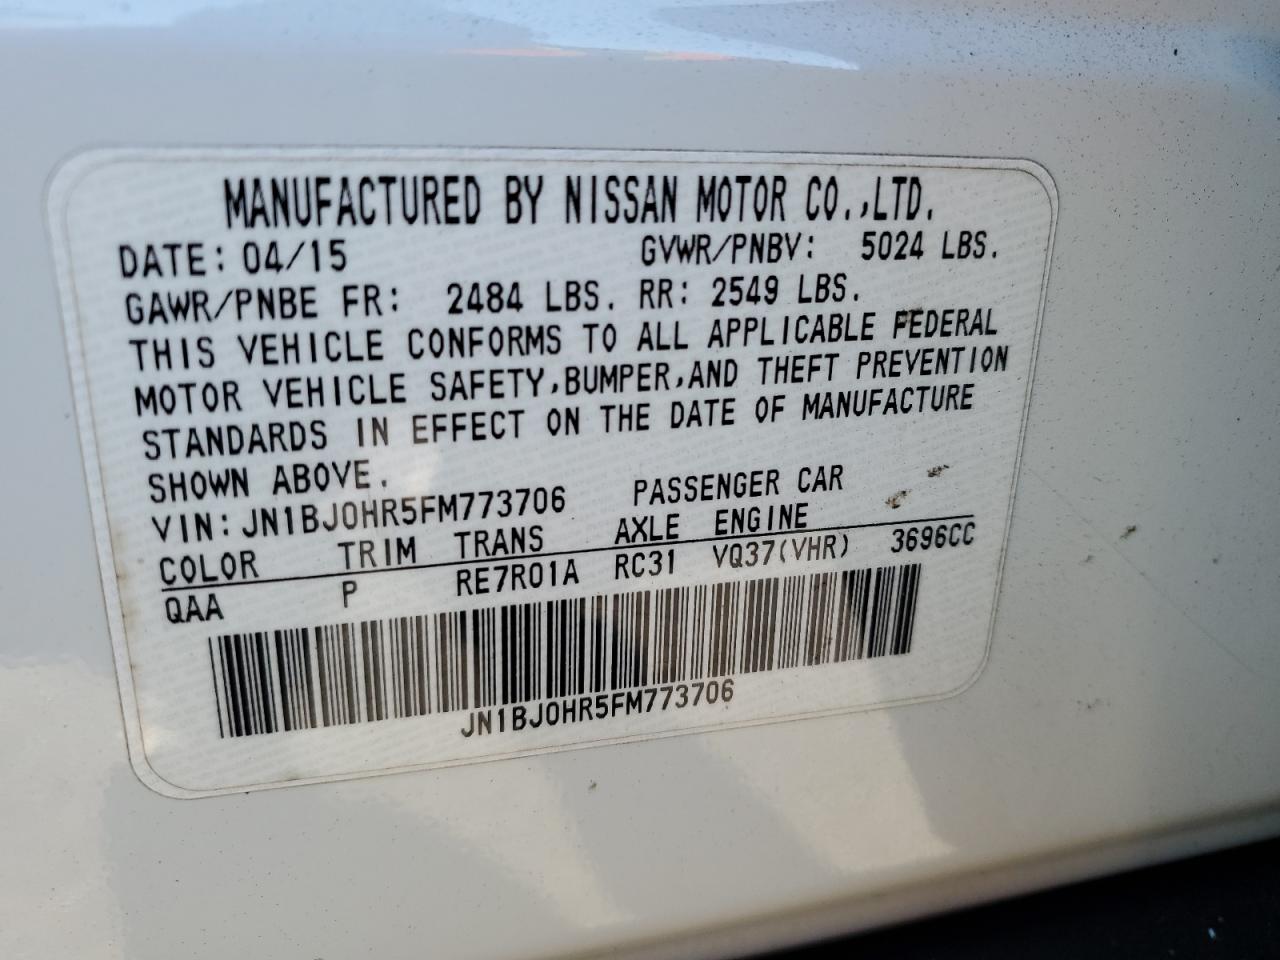 MANUFACTURED BY NISSAN MOTOR CO.,LTD.
DATE: 04/15 GVWR/PNBV: 5024 LBS.
GAWR/PNBE FR: 2484 LBS. RR: 2549 LBS.
THIS VEHICLE CONFORMS TO ALL APPLICABLE FEDERAL
MOTOR VEHICLE SAFETY,BUMPER,AND THEFT PREVENTION
STANDARDS IN EFFECT ON THE DATE OF MANUFACTURE
SHOWN ABOVE.
VIN: JN1BJ0HR5FM773706 PASSENGER CAR
COLOR TRIM TRANS AXLE ENGINE
QAA P RE7R01A RC31 VQ37(VHR) 3696CC
JN1BJ0HR5FM773706